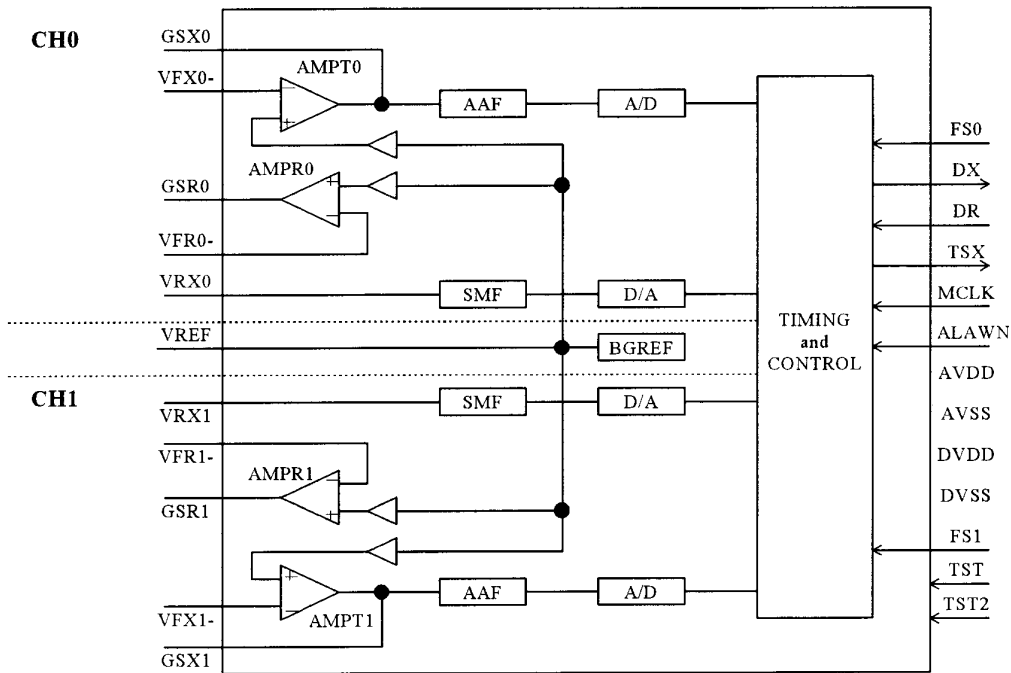 CH0
GSX0
AMPT0
VFX0-
−
+
AAF
A/D
FS0
AMPR0
DX
GSR0
+
−
DR
VFR0-
TSX
VRX0
SMF
D/A
MCLK
TIMING
and
CONTROL
VREF
BGREF
ALAWN
AVDD
CH1
VRX1
SMF
D/A
AVSS
VFR1-
DVDD
AMPR1
−
+
GSR1
DVSS
FS1
+
−
AAF
A/D
TST
VFX1-
AMPT1
TST2
GSX1